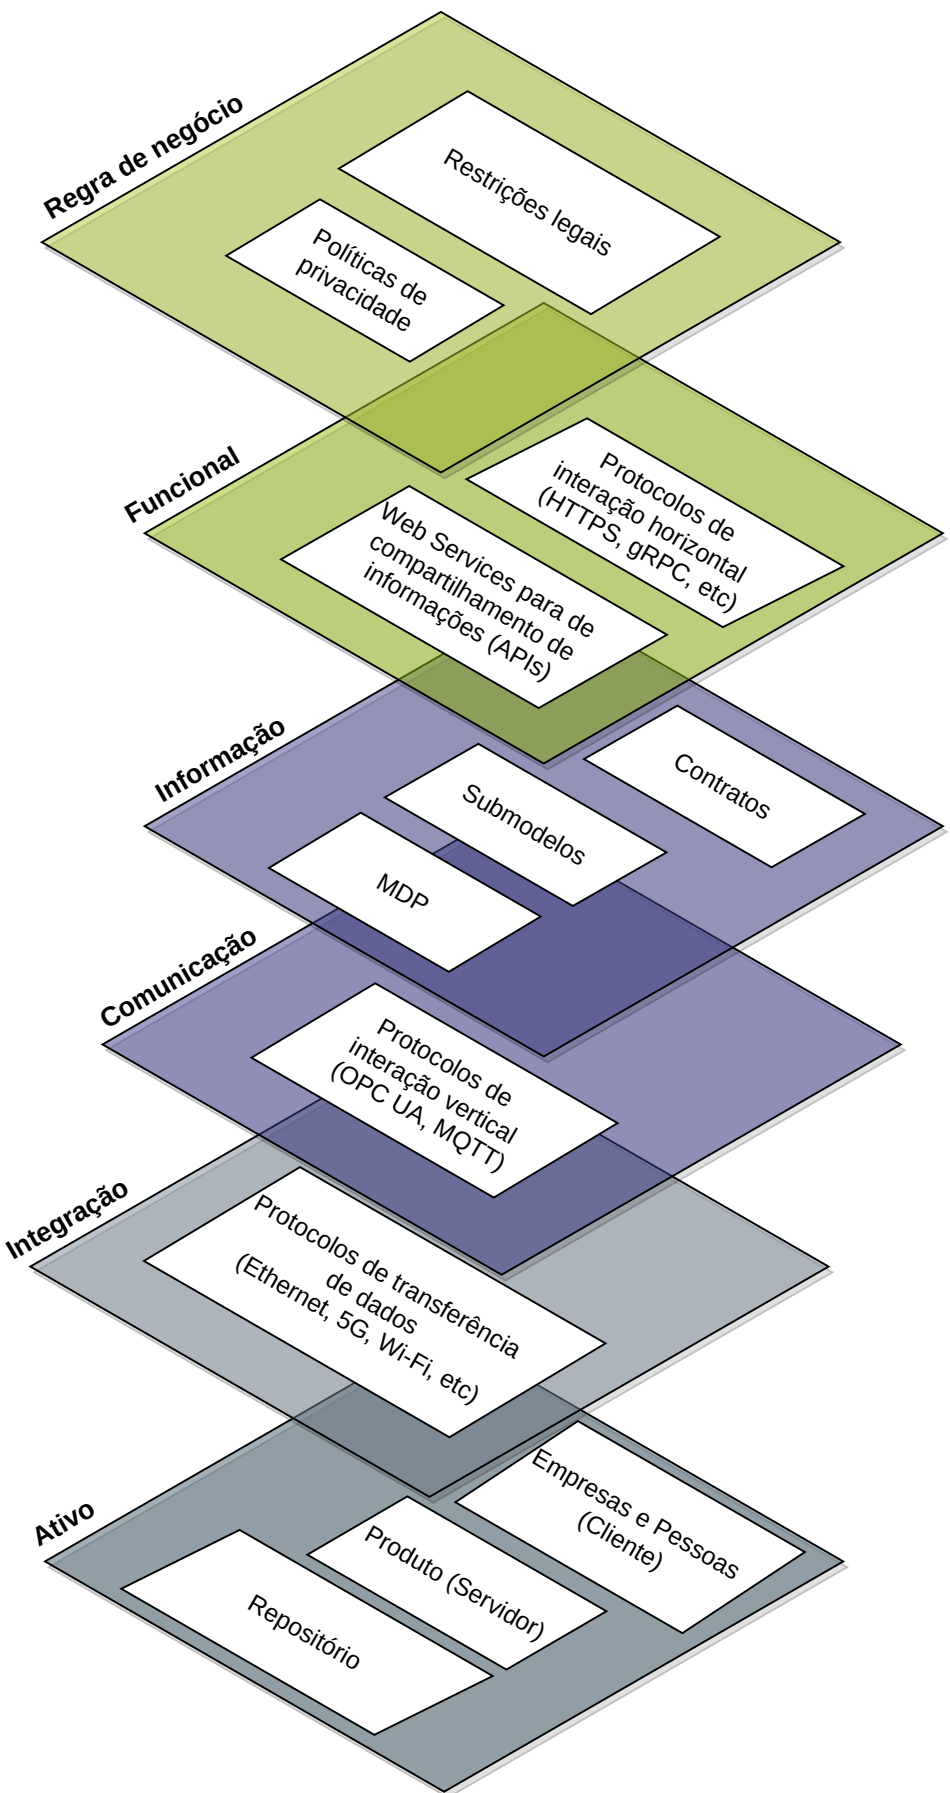 Regra de negócio
Restrições legais
Políticas de
privacidade
Funcional
Protocolos de
interação horizontal
(HTTPS, gRPC, etc)
Web Services para de
compartilhamento de
informações (APIs)
Informação
Contratos
Submodelos
MDP
Comunicação
Protocolos de
interação vertical
(OPC UA, MQTT)
Integração
Protocolos de transferência
de dados
(Ethernet, 5G, Wi-Fi, etc)
Ativo
Empresas e Pessoas
(Cliente)
Produto (Servidor)
Repositório